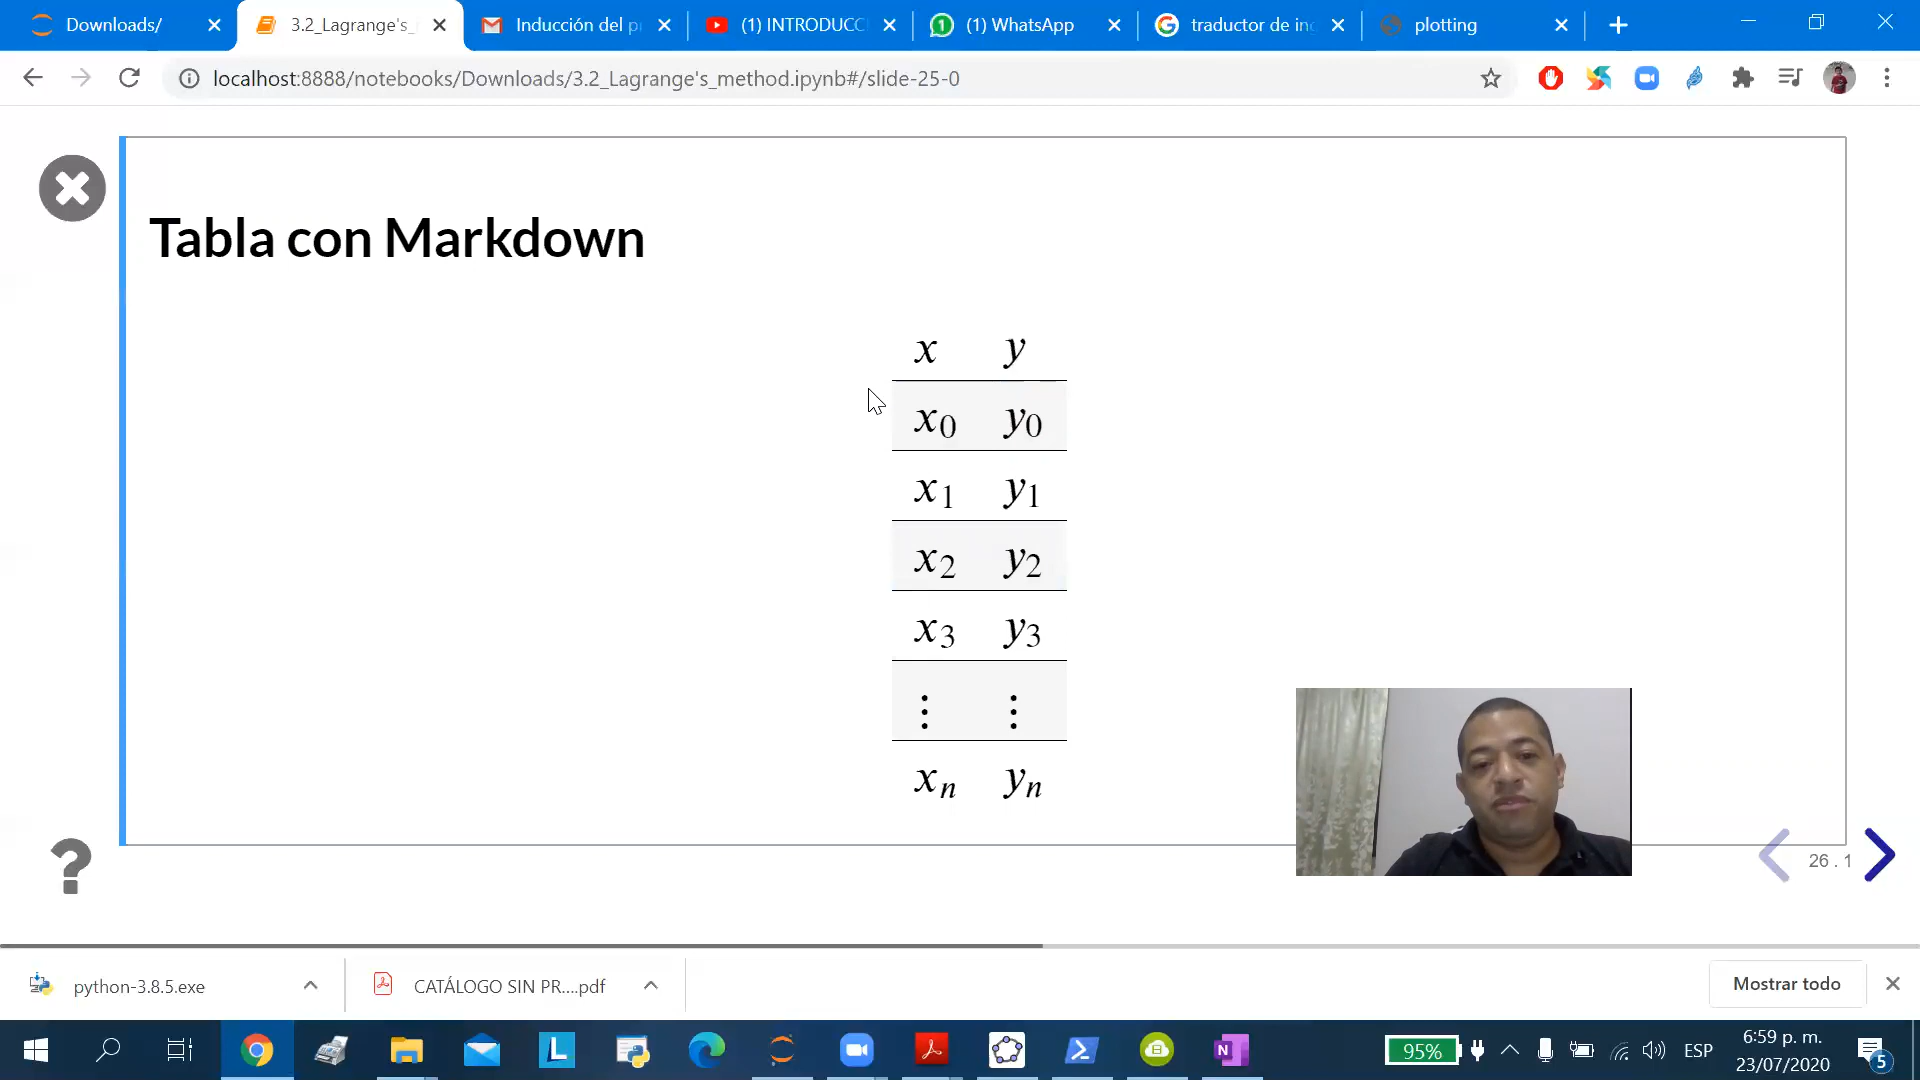 Downloads/
3.2_Lagrange's_
Inducción del p
(1) INTRODUCC
(1) WhatsApp
traductor de in
plotting
localhost:8888/notebooks/Downloads/3.2_Lagrange's_method.ipynb#/slide-25-0
Tabla con Markdown
x y
x0 y0
x1 y1
x2 y2
x3 y3
⋮ ⋮
xn yn
26 . 1
python-3.8.5.exe
CATÁLOGO SIN PR....pdf
Mostrar todo
95%
ESP
6:59 p. m.
23/07/2020
5